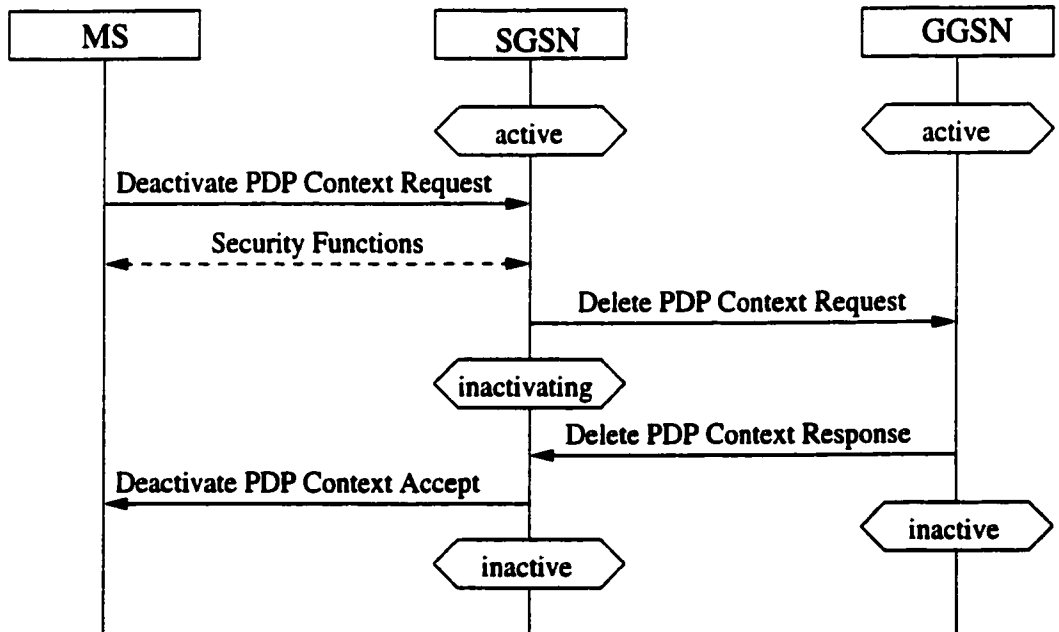 MS
SGSN
GGSN
active
active
Deactivate PDP Context Request
Security Functions
Delete PDP Context Request
inactivating
Delete PDP Context Response
Deactivate PDP Context Accept
inactive
inactive